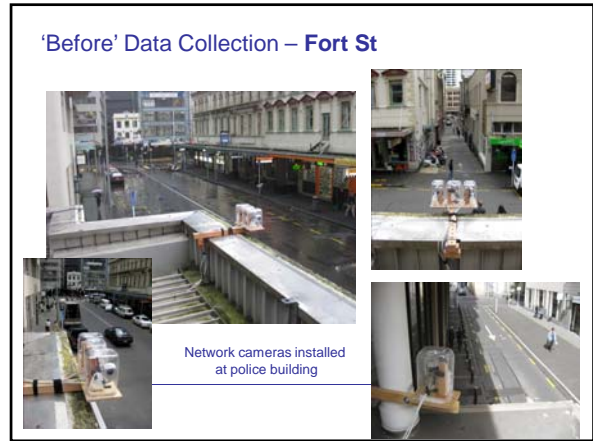 ‘Before’ Data Collection – Fort St
Network cameras installed
at police building